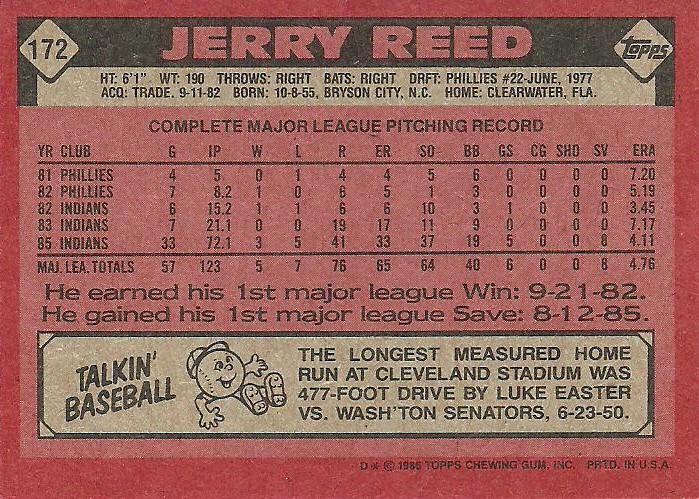 172
JERRY REED
TOPPS
HT: 6'1" WT: 190 THROWS: RIGHT BATS: RIGHT DRFT: PHILLIES #22-JUNE, 1977
ACQ: TRADE. 9-11-82 BORN: 10-8-55, BRYSON CITY, N.C. HOME: CLEARWATER, FLA.
COMPLETE MAJOR LEAGUE PITCHING RECORD
YR CLUB G IP W L R ER SO BB GS CG SHO SV ERA
81 PHILLIES 4 5 0 1 4 4 5 6 0 0 0 0 7.20
82 PHILLIES 7 8.2 1 0 6 5 1 3 0 0 0 0 5.19
82 INDIANS 6 15.2 1 1 6 6 10 3 1 0 0 0 3.45
83 INDIANS 7 21.1 0 0 19 17 11 9 0 0 0 0 7.17
85 INDIANS 33 72.1 3 5 41 33 37 19 5 0 0 8 4.11
MAJ. LEA. TOTALS 57 123 5 7 76 65 64 40 6 0 0 8 4.76
He earned his 1st major league Win: 9-21-82.
He gained his 1st major league Save: 8-12-85.
TALKIN'
BASEBALL
THE LONGEST MEASURED HOME
RUN AT CLEVELAND STADIUM WAS
477-FOOT DRIVE BY LUKE EASTER
VS. WASH'TON SENATORS, 6-23-50.
D* © 1986 TOPPS CHEWING GUM, INC. PRTD. IN U.S.A.